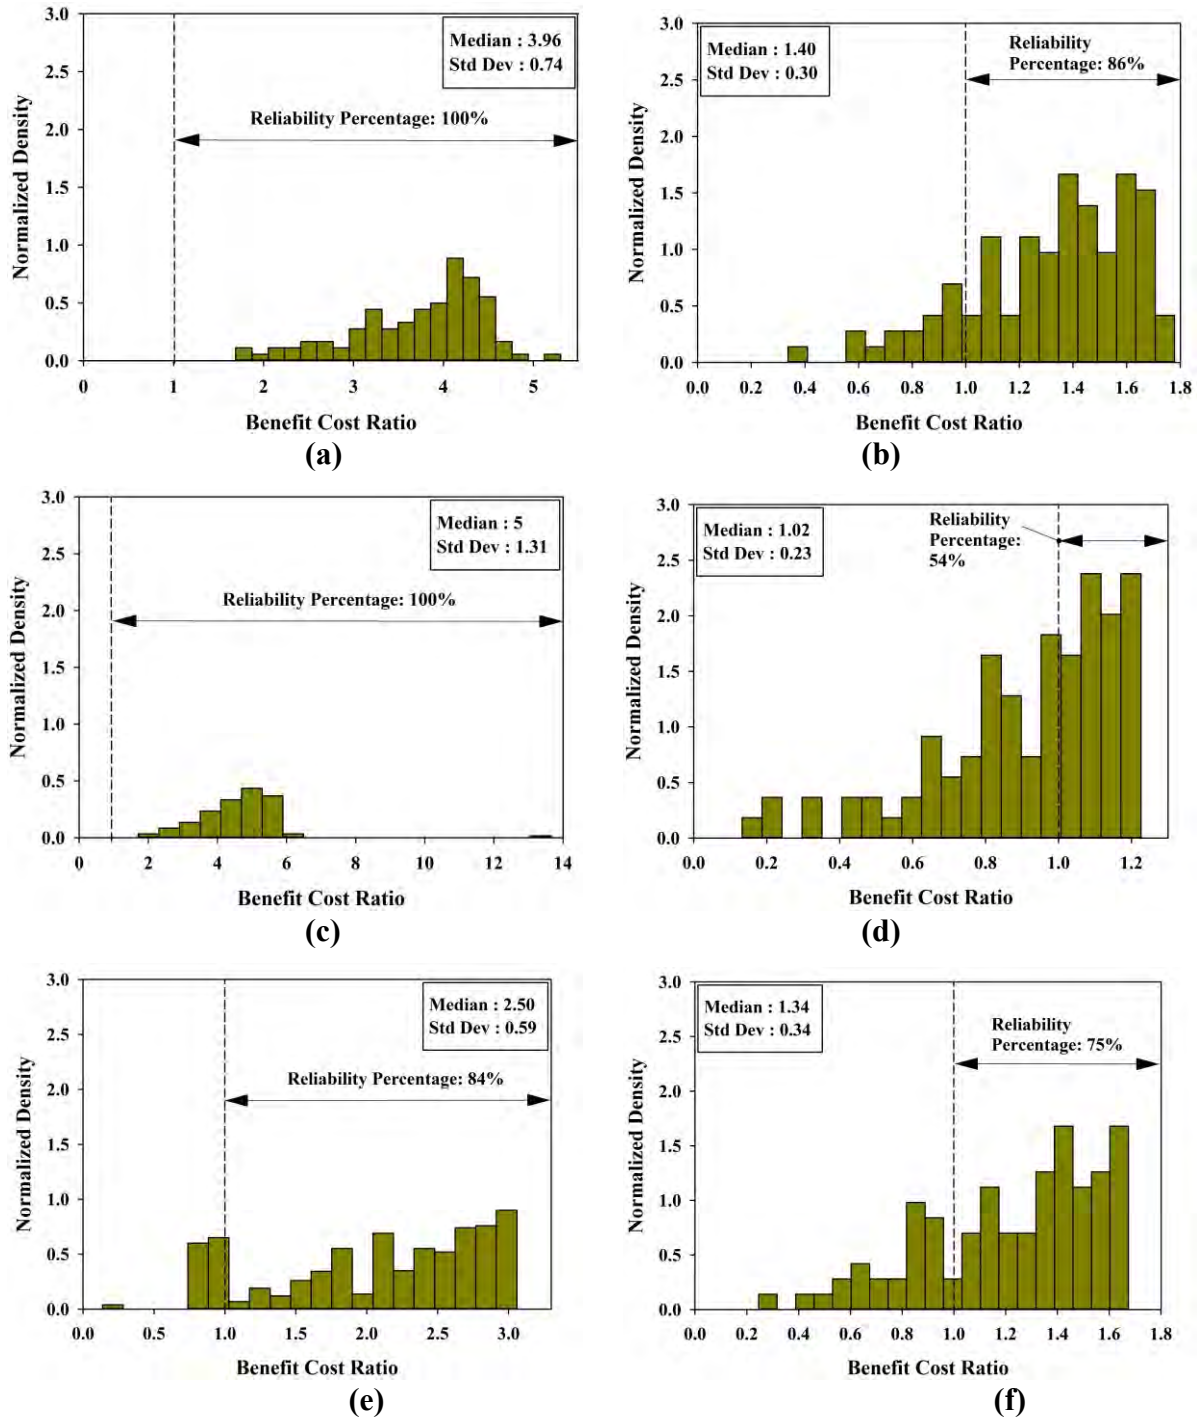 3.0
2.5
2.0
1.5
1.0
0.5
0.0
Normalized Density
Median : 3.96
Std Dev : 0.74
Reliability Percentage: 100%
0 1 2 3 4 5
Benefit Cost Ratio
(a)
3.0
2.5
2.0
1.5
1.0
0.5
0.0
Normalized Density
Median : 1.40
Std Dev : 0.30
Reliability
Percentage: 86%
0.0 0.2 0.4 0.6 0.8 1.0 1.2 1.4 1.6 1.8
Benefit Cost Ratio
(b)
3.0
2.5
2.0
1.5
1.0
0.5
0.0
Normalized Density
Median : 5
Std Dev : 1.31
Reliability Percentage: 100%
0 2 4 6 8 10 12 14
Benefit Cost Ratio
(c)
3.0
2.5
2.0
1.5
1.0
0.5
0.0
Normalized Density
Median : 1.02
Std Dev : 0.23
Reliability
Percentage:
54%
0.0 0.2 0.4 0.6 0.8 1.0 1.2
Benefit Cost Ratio
(d)
3.0
2.5
2.0
1.5
1.0
0.5
0.0
Normalized Density
Median : 2.50
Std Dev : 0.59
Reliability Percentage: 84%
0.0 0.5 1.0 1.5 2.0 2.5 3.0
Benefit Cost Ratio
(e)
3.0
2.5
2.0
1.5
1.0
0.5
0.0
Normalized Density
Median : 1.34
Std Dev : 0.34
Reliability
Percentage: 75%
0.0 0.2 0.4 0.6 0.8 1.0 1.2 1.4 1.6 1.8
Benefit Cost Ratio
(f)